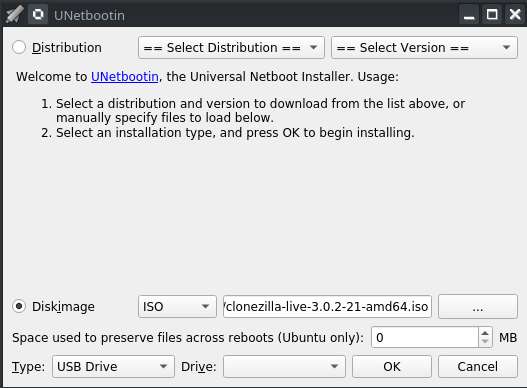 UNetbootin
Distribution == Select Distribution == == Select Version ==
Welcome to UNetbootin, the Universal Netboot Installer. Usage:
1. Select a distribution and version to download from the list above, or
manually specify files to load below.
2. Select an installation type, and press OK to begin installing.
Diskimage ISO /clonezilla-live-3.0.2-21-amd64.iso ...
Space used to preserve files across reboots (Ubuntu only): 0 MB
Type: USB Drive Drive: OK Cancel